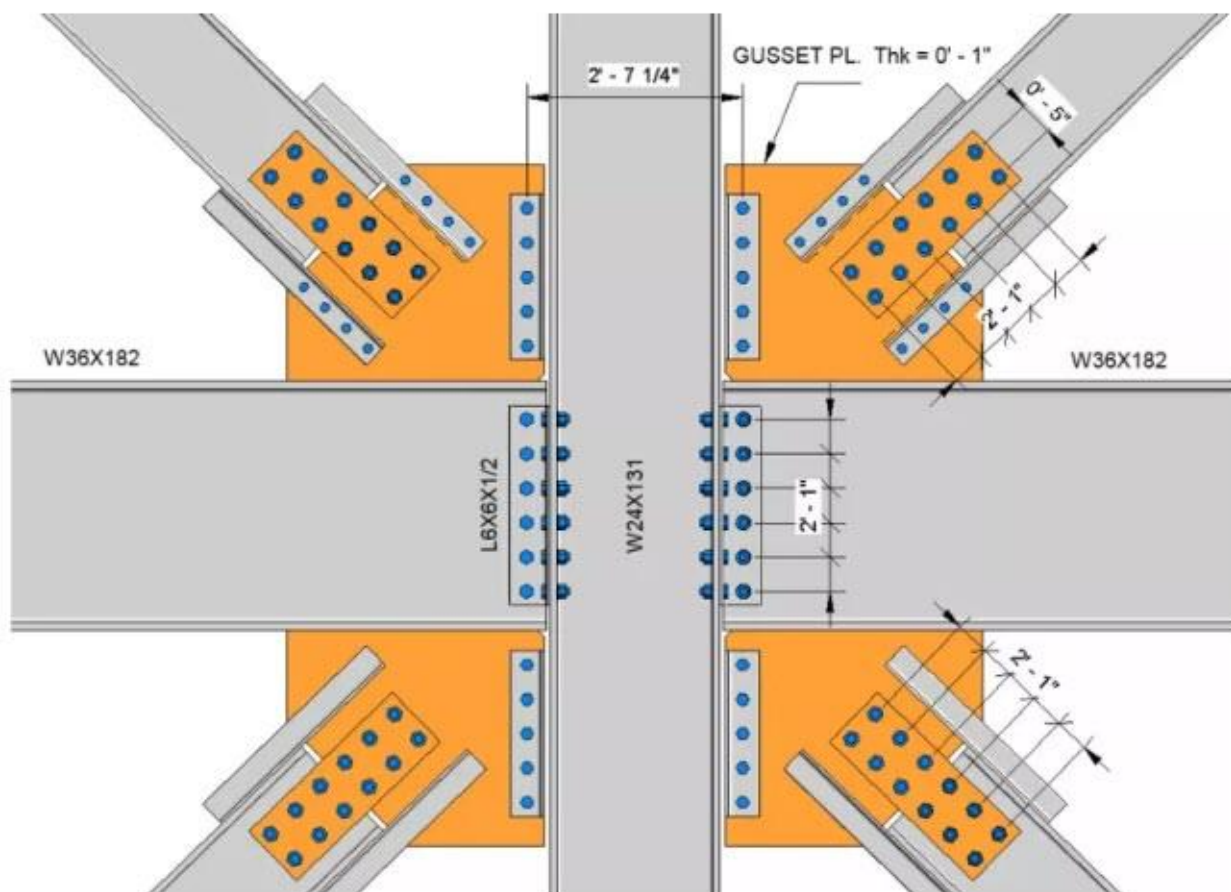 GUSSET PL. Thk = 0' - 1"
2' - 7 1/4"
0' - 5"
2' - 1"
W36X182
W36X182
L6X6X1/2
W24X131
2' - 1"
2' - 1"